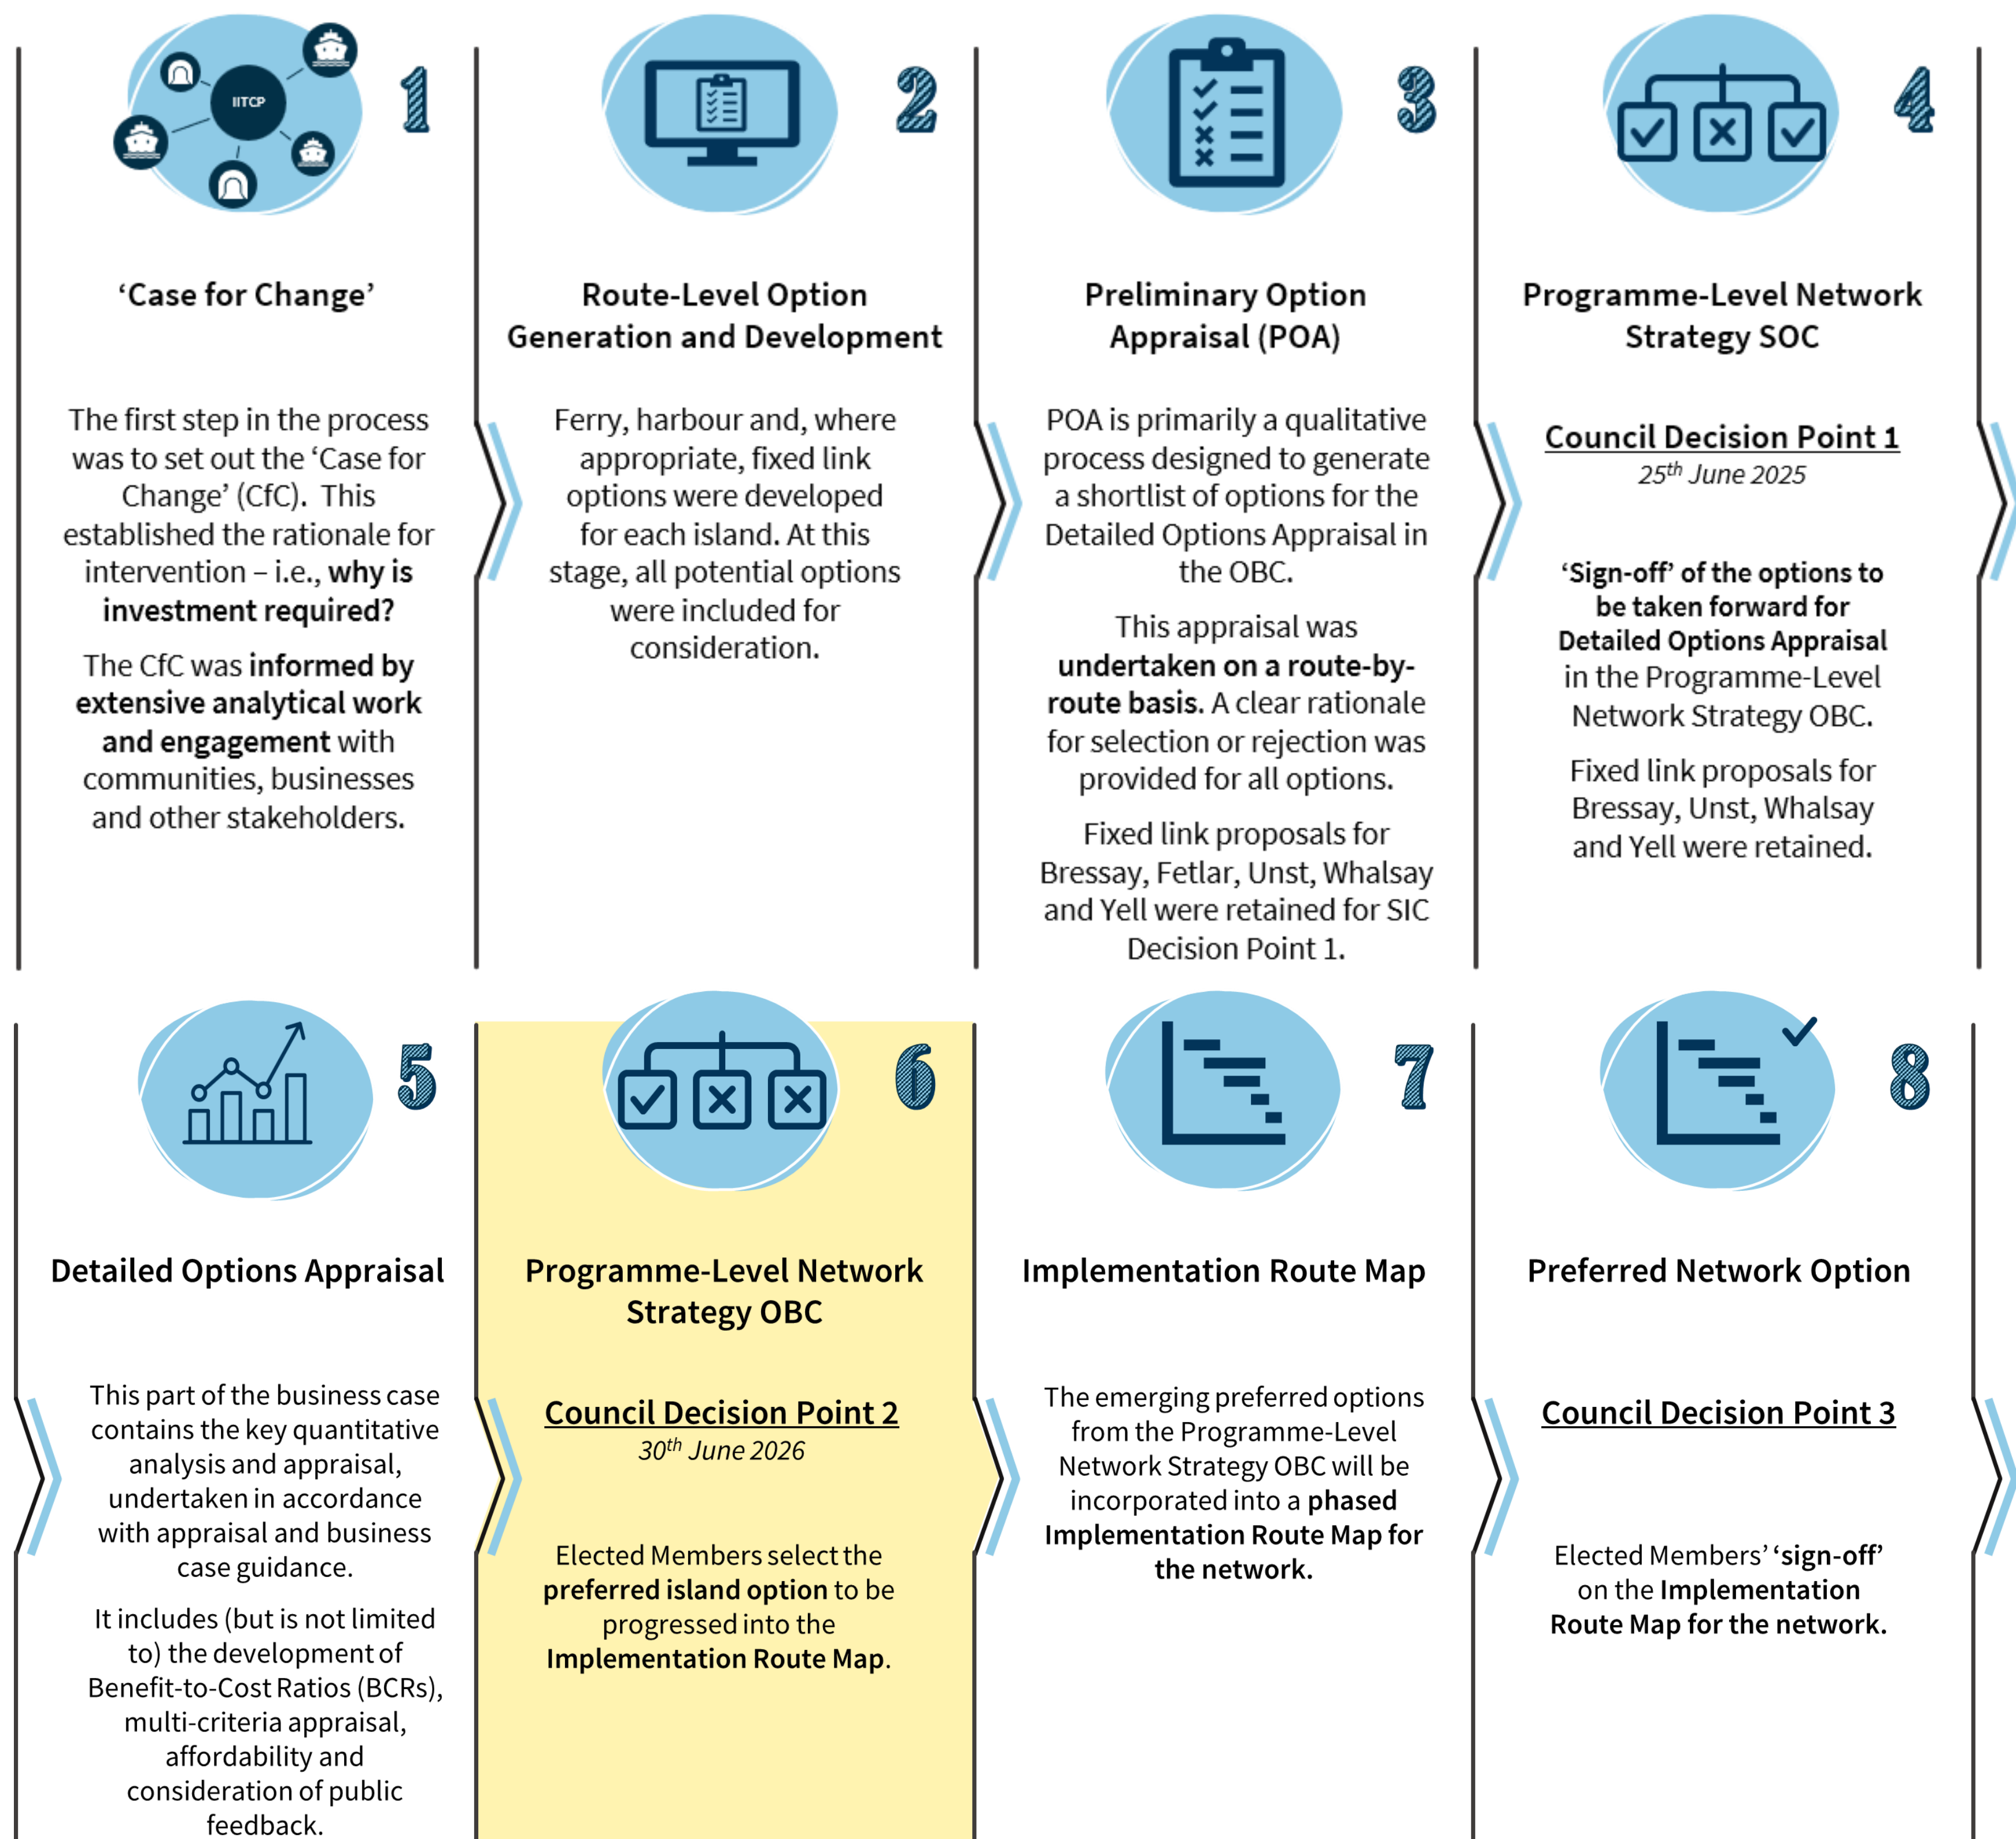 IITCP
1
‘Case for Change’
The first step in the process
was to set out the ‘Case for
Change’ (CfC). This
established the rationale for
intervention – i.e., why is
investment required?
The CfC was informed by
extensive analytical work
and engagement with
communities, businesses
and other stakeholders.
2
Route-Level Option
Generation and Development
Ferry, harbour and, where
appropriate, fixed link
options were developed
for each island. At this
stage, all potential options
were included for
consideration.
3
Preliminary Option
Appraisal (POA)
POA is primarily a qualitative
process designed to generate
a shortlist of options for the
Detailed Options Appraisal in
the OBC.
This appraisal was
undertaken on a route-by-
route basis. A clear rationale
for selection or rejection was
provided for all options.
Fixed link proposals for
Bressay, Fetlar, Unst, Whalsay
and Yell were retained for SIC
Decision Point 1.
4
Programme-Level Network
Strategy SOC
Council Decision Point 1
25th June 2025
‘Sign-off’ of the options to
be taken forward for
Detailed Options Appraisal
in the Programme-Level
Network Strategy OBC.
Fixed link proposals for
Bressay, Unst, Whalsay
and Yell were retained.
5
Detailed Options Appraisal
This part of the business case
contains the key quantitative
analysis and appraisal,
undertaken in accordance
with appraisal and business
case guidance.
It includes (but is not limited
to) the development of
Benefit-to-Cost Ratios (BCRs),
multi-criteria appraisal,
affordability and
consideration of public
feedback.
6
Programme-Level Network
Strategy OBC
Council Decision Point 2
30th June 2026
Elected Members select the
preferred island option to be
progressed into the
Implementation Route Map.
7
Implementation Route Map
The emerging preferred options
from the Programme-Level
Network Strategy OBC will be
incorporated into a phased
Implementation Route Map for
the network.
8
Preferred Network Option
Council Decision Point 3
Elected Members’ ‘sign-off’
on the Implementation
Route Map for the network.